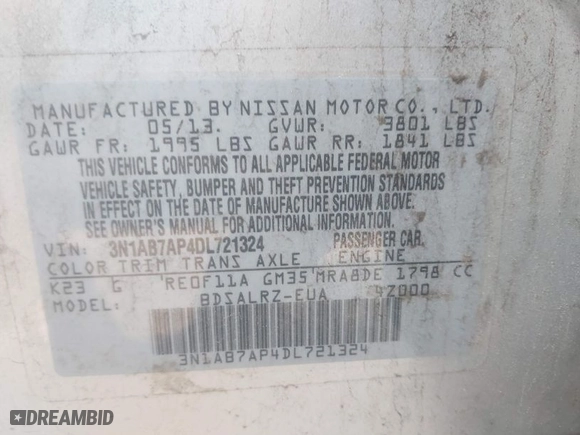 MANUFACTURED BY NISSAN MOTOR CO., LTD.
DATE: 05/13. GVWR: 3801 LBS
GAWR FR: 1995 LBS GAWR RR: 1841 LBS
THIS VEHICLE CONFORMS TO ALL APPLICABLE FEDERAL MOTOR
VEHICLE SAFETY, BUMPER AND THEFT PREVENTION STANDARDS
IN EFFECT ON THE DATE OF MANUFACTURE SHOWN ABOVE.
SEE OWNER'S MANUAL FOR ADDITIONAL INFORMATION.
VIN: 3N1AB7AP4DL721324 PASSENGER CAR.
COLOR TRIM TRANS AXLE ENGINE
K23 G RE0F11A GM35 MRA8DE 1798 CC
MODEL: BDSALRZ-EUA 4Z000
3N1AB7AP4DL721324
DREAMBID